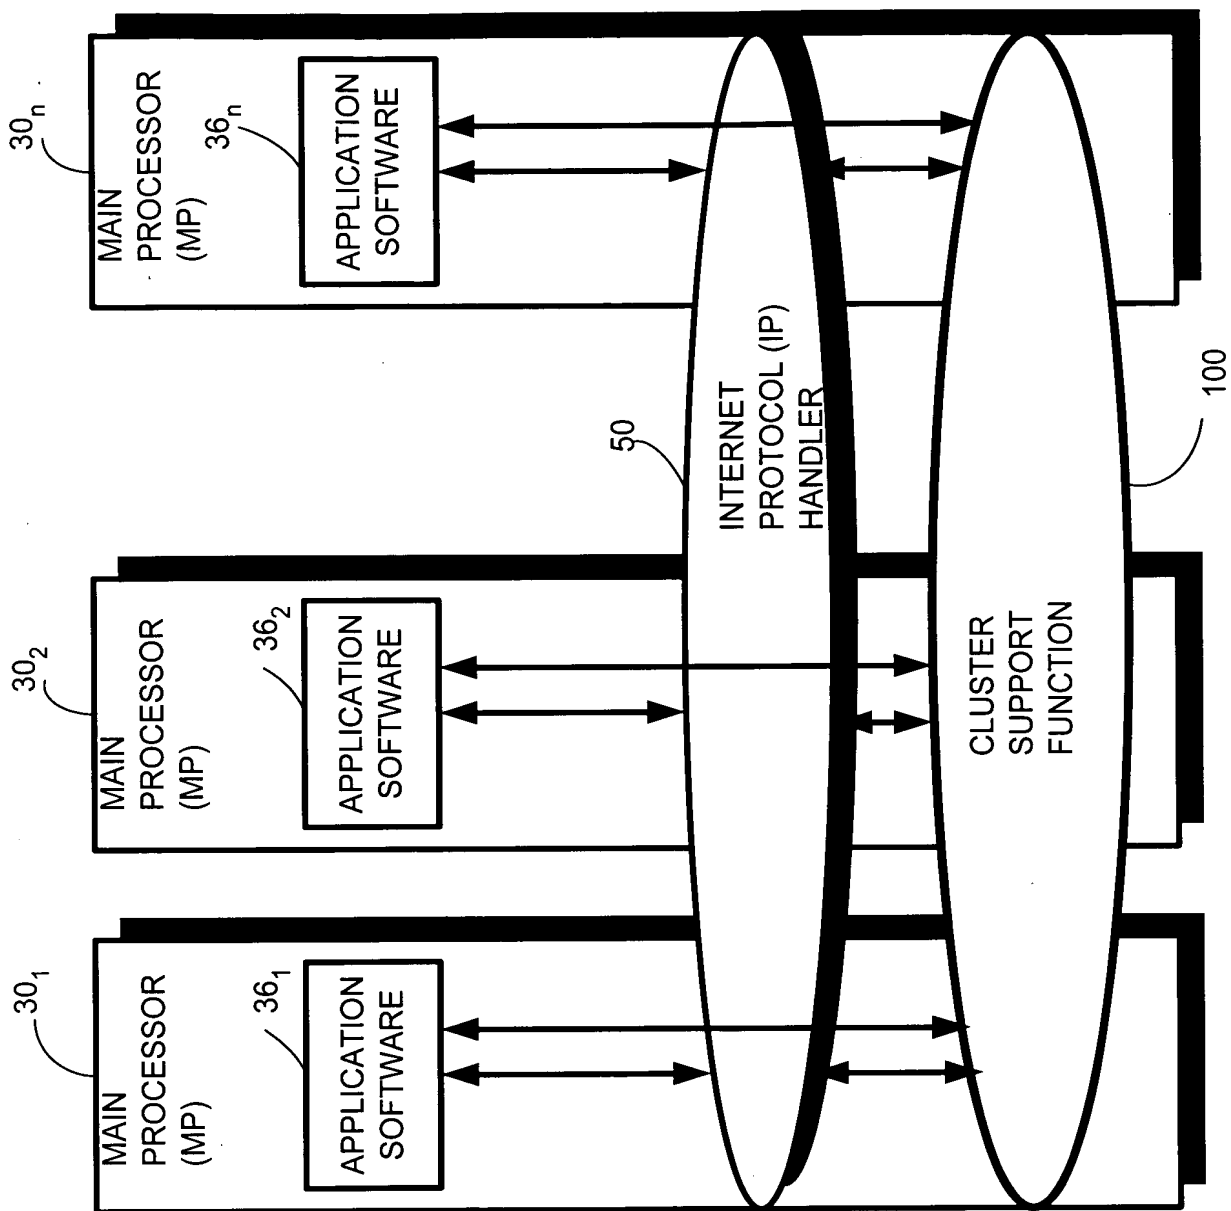 30₁
MAIN
PROCESSOR
(MP)
36₁
APPLICATION
SOFTWARE
30₂
MAIN
PROCESSOR
(MP)
36₂
APPLICATION
SOFTWARE
30ₙ
MAIN
PROCESSOR
(MP)
36ₙ
APPLICATION
SOFTWARE
50
INTERNET
PROTOCOL (IP)
HANDLER
CLUSTER
SUPPORT
FUNCTION
100